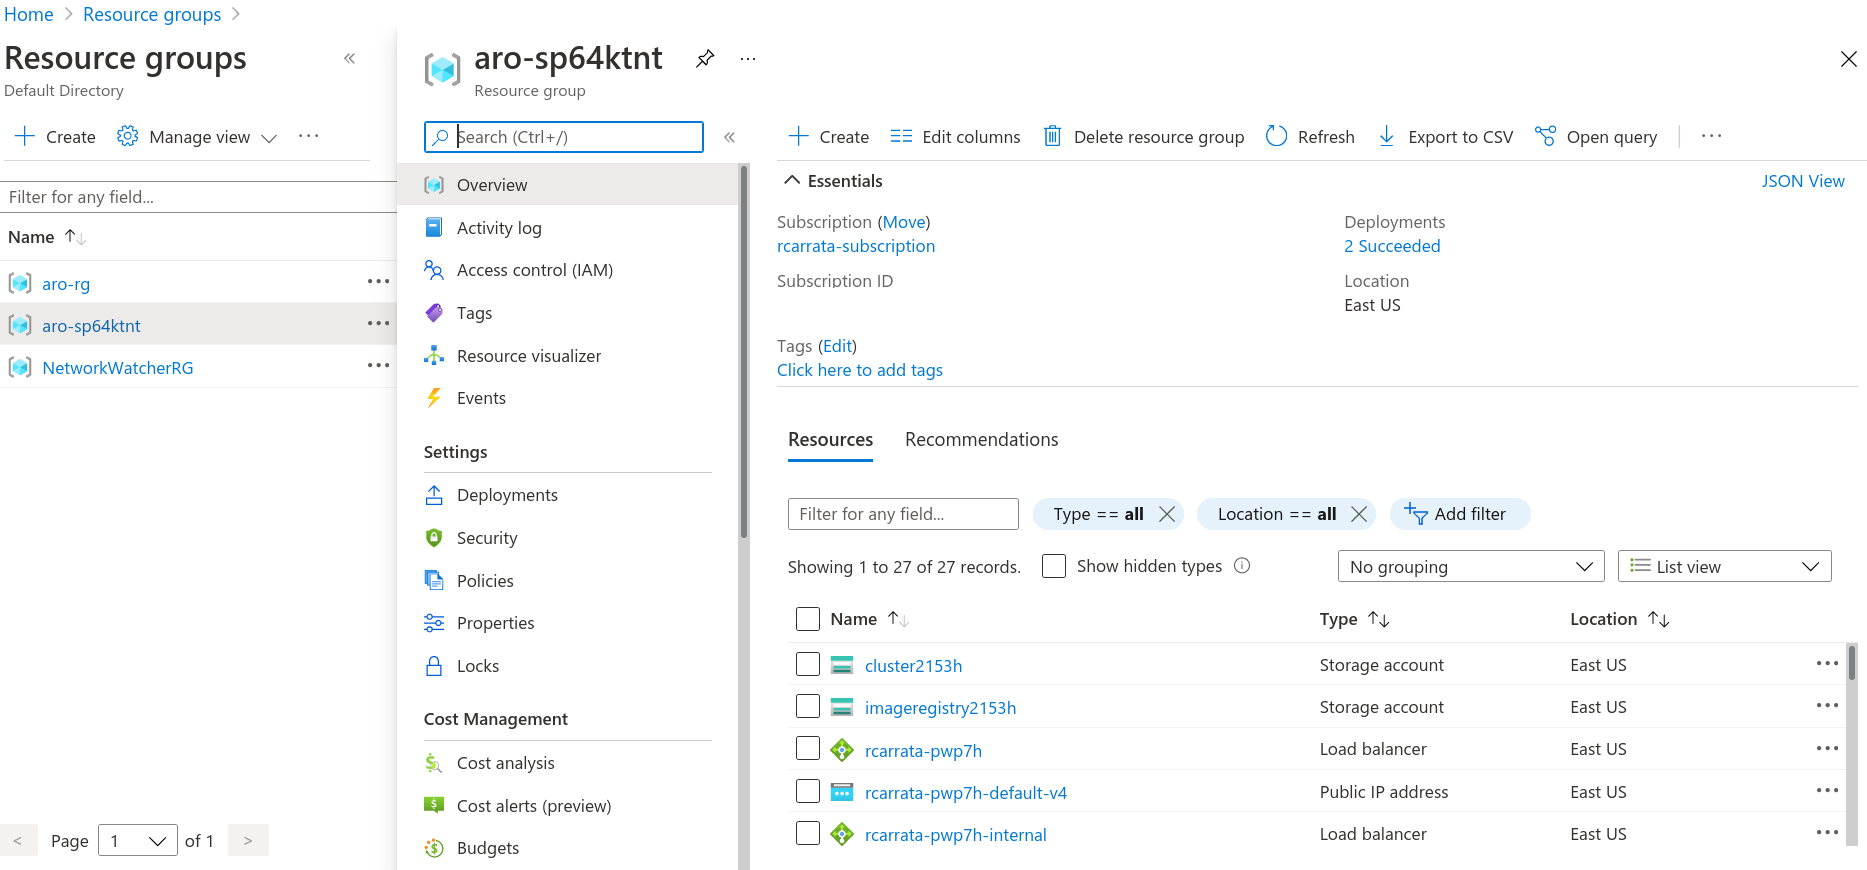 Home > Resource groups >
Resource groups
Default Directory
Create Manage view ...
Filter for any field...
Name
aro-rg
aro-sp64ktnt
NetworkWatcherRG
< Page 1 of 1 >
aro-sp64ktnt
Resource group
Search (Ctrl+/)
Overview
Activity log
Access control (IAM)
Tags
Resource visualizer
Events
Settings
Deployments
Security
Policies
Properties
Locks
Cost Management
Cost analysis
Cost alerts (preview)
Budgets
Create Edit columns Delete resource group Refresh Export to CSV Open query ...
Essentials JSON View
Subscription (Move)
rcarrata-subscription
Subscription ID
Deployments
2 Succeeded
Location
East US
Tags (Edit)
Click here to add tags
Resources Recommendations
Filter for any field... Type == all Location == all Add filter
Showing 1 to 27 of 27 records. Show hidden types No grouping List view
Name Type Location
cluster2153h Storage account East US
imageregistry2153h Storage account East US
rcarrata-pwp7h Load balancer East US
rcarrata-pwp7h-default-v4 Public IP address East US
rcarrata-pwp7h-internal Load balancer East US